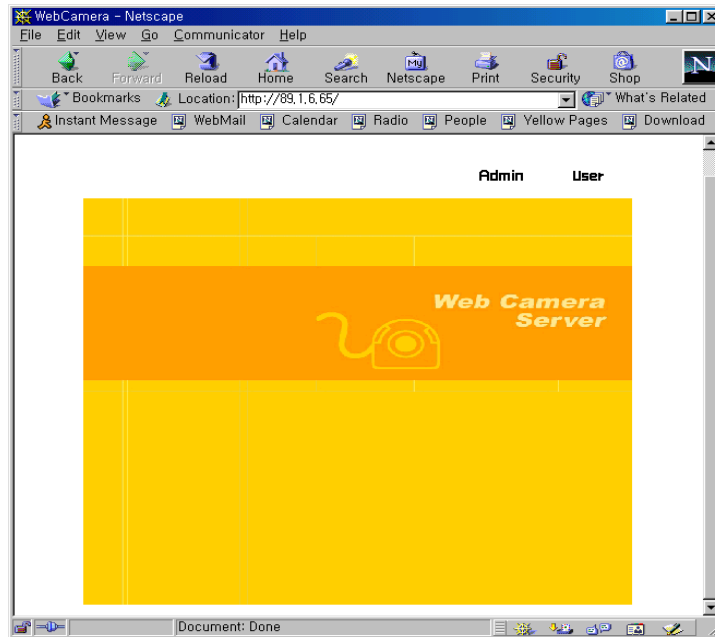 WebCamera - Netscape
File Edit View Go Communicator Help
Back Forward Reload Home Search Netscape Print Security Shop
My
N
Bookmarks Location: http://89.1.6.65/ What's Related
Instant Message WebMail Calendar Radio People Yellow Pages Download
Admin User
Web Camera
Server
Document: Done